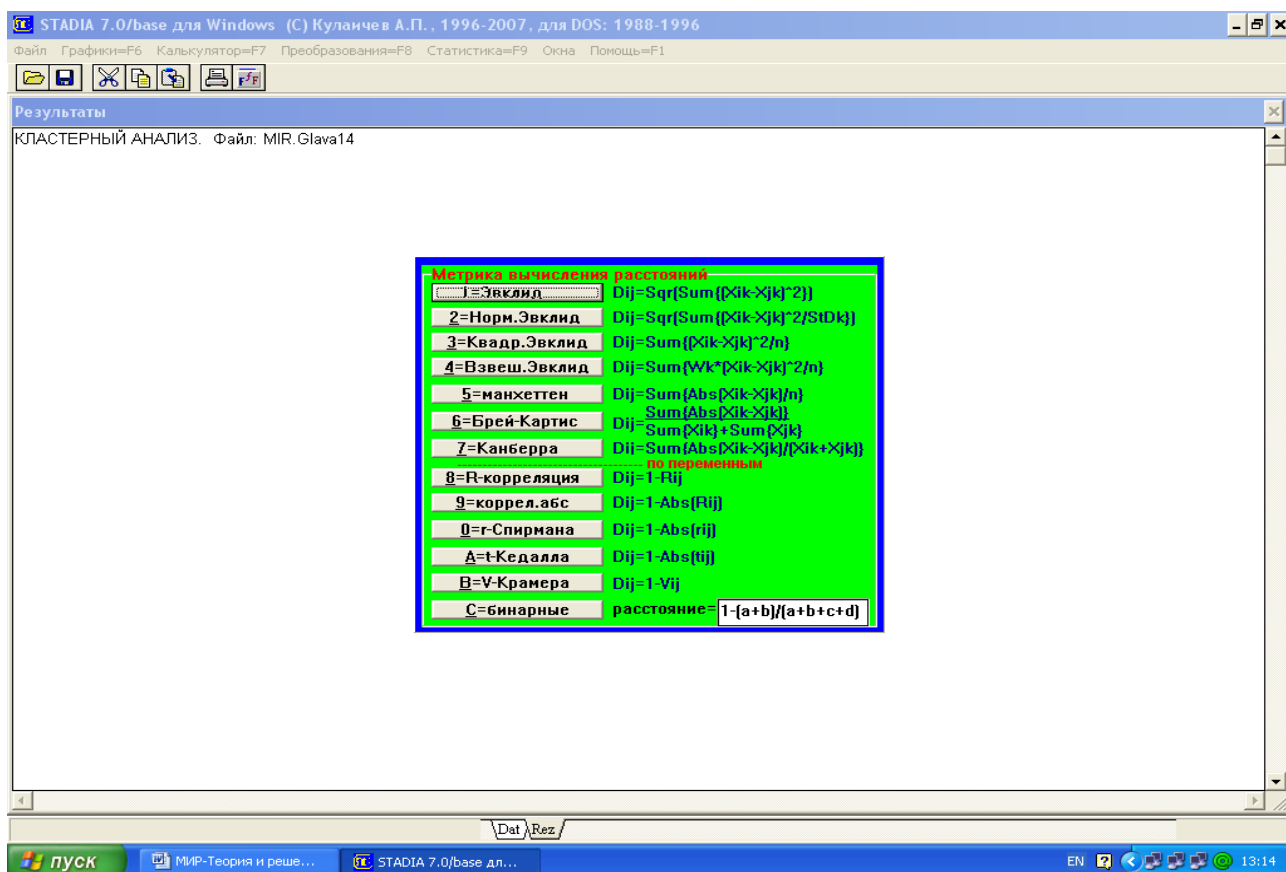 STADIA 7.0/base для Windows (C) Кулаичев А.П., 1996-2007, для DOS: 1988-1996
Файл Графики=F6 Калькулятор=F7 Преобразования=F8 Статистика=F9 Окна Помощь=F1
Результаты
КЛАСТЕРНЫЙ АНАЛИЗ. Файл: MIR.Glava14
Метрика вычисления расстояний
1=Эвклид Dij=Sqr(Sum{(Xik-Xjk)^2})
2=Норм.Эвклид Dij=Sqr(Sum{(Xik-Xjk)^2/StDk})
3=Квадр.Эвклид Dij=Sum{(Xik-Xjk)^2/n}
4=Взвеш.Эвклид Dij=Sum{Wk*(Xik-Xjk)^2/n}
5=манхеттен Dij=Sum{Abs(Xik-Xjk)/n}
6=Брей-Картис Dij= Sum{Abs(Xik-Xjk)}
Sum{Xik}+Sum{Xjk}
7=Канберра Dij=Sum{Abs(Xik-Xjk)/(Xik+Xjk)}
по переменным
8=R-корреляция Dij=1-Rij
9=коррел.абс Dij=1-Abs(Rij)
0=r-Спирмана Dij=1-Abs(rij)
A=t-Кедалла Dij=1-Abs(tij)
B=V-Крамера Dij=1-Vij
C=бинарные расстояние= 1-(a+b)/(a+b+c+d)
Dat Rez
пуск МИР-Теория и реше... STADIA 7.0/base дл... EN 13:14